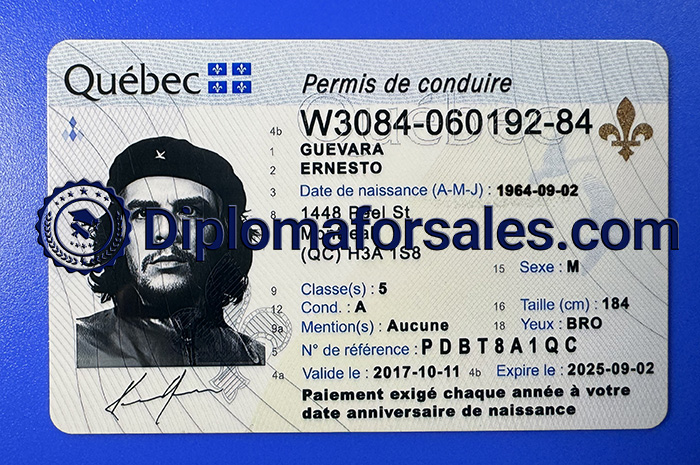 Québec
Permis de conduire
4b W3084-060192-84
1 GUEVARA
2 ERNESTO
3 Date de naissance (A-M-J) : 1964-09-02
8 1448 Peel St
Diplomaforsales.com
(QC) H3A 1S8
15 Sexe : M
9 Classe(s) : 5
12 Cond. : A
16 Taille (cm) : 184
9a Mention(s) : Aucune
18 Yeux : BRO
5 N° de référence : PDBT8A1QC
4a Valide le : 2017-10-11 4b Expire le : 2025-09-02
Paiement exigé chaque année à votre
date anniversaire de naissance